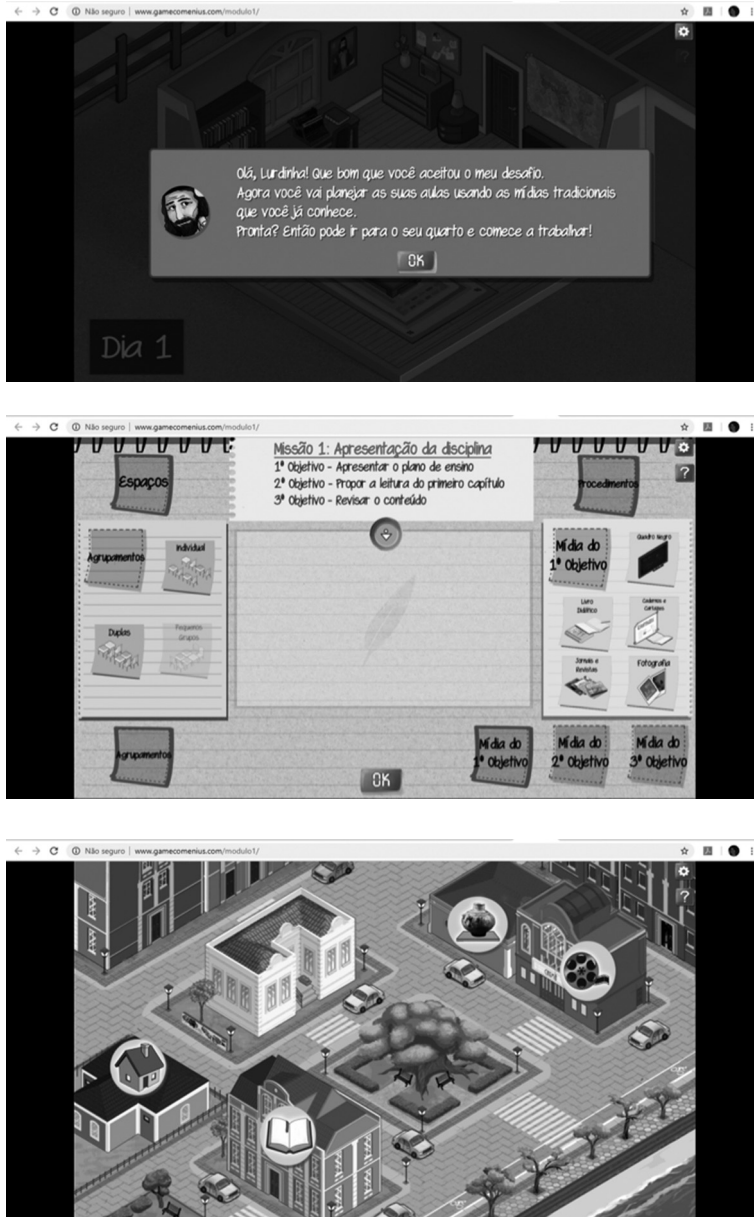 Não seguro | www.gamecomenius.com/modulo1/
Olá, Lurdinha! Que bom que você aceitou o meu desafio.
Agora você vai planejar as suas aulas usando as mídias tradicionais
que você já conhece.
Pronta? Então pode ir para o seu quarto e comece a trabalhar!
OK
Dia 1
Não seguro | www.gamecomenius.com/modulo1/
Missão 1: Apresentação da disciplina
1º Objetivo - Apresentar o plano de ensino
2º Objetivo - Propor a leitura do primeiro capítulo
3º Objetivo - Revisar o conteúdo
Espaços
Procedimentos
?
Agrupamentos
Individual
Duplas
Pequenos
Grupos
Mídia do
1º Objetivo
Quadro Negro
Livro
Didático
Cadernos e
Cartazes
Jornais e
Revistas
Fotografia
Agrupamentos
OK
Mídia do
1º Objetivo
Mídia do
2º Objetivo
Mídia do
3º Objetivo
Não seguro | www.gamecomenius.com/modulo1/
?